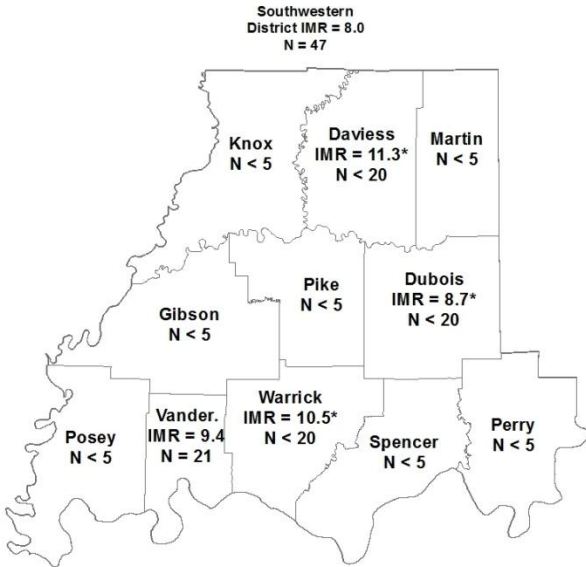 Southwestern
District IMR = 8.0
N = 47
Knox
N < 5
Daviess
IMR = 11.3*
N < 20
Martin
N < 5
Gibson
N < 5
Pike
N < 5
Dubois
IMR = 8.7*
N < 20
Posey
N < 5
Vander.
IMR = 9.4
N = 21
Warrick
IMR = 10.5*
N < 20
Spencer
N < 5
Perry
N < 5